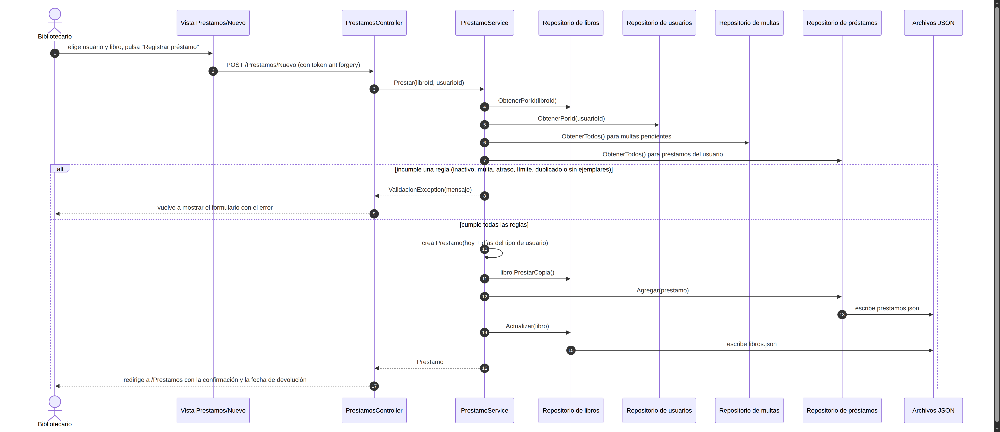 Bibliotecario
Vista Prestamos/Nuevo
PrestamosController
PrestamoService
Repositorio de libros
Repositorio de usuarios
Repositorio de multas
Repositorio de préstamos
Archivos JSON
elige usuario y libro, pulsa "Registrar préstamo"
1
POST /Prestamos/Nuevo (con token antiforgery)
2
Prestar(libroId, usuarioId)
3
ObtenerPorId(libroId)
4
ObtenerPorId(usuarioId)
5
ObtenerTodos() para multas pendientes
6
ObtenerTodos() para préstamos del usuario
7
alt
[incumple una regla (inactivo, multa, atraso, límite, duplicado o sin ejemplares)]
ValidacionException(mensaje)
8
vuelve a mostrar el formulario con el error
9
[cumple todas las reglas]
crea Prestamo(hoy + días del tipo de usuario)
10
libro.PrestarCopia()
11
Agregar(prestamo)
12
escribe prestamos.json
13
Actualizar(libro)
14
escribe libros.json
15
Prestamo
16
redirige a /Prestamos con la confirmación y la fecha de devolución
17
Bibliotecario
Vista Prestamos/Nuevo
PrestamosController
PrestamoService
Repositorio de libros
Repositorio de usuarios
Repositorio de multas
Repositorio de préstamos
Archivos JSON